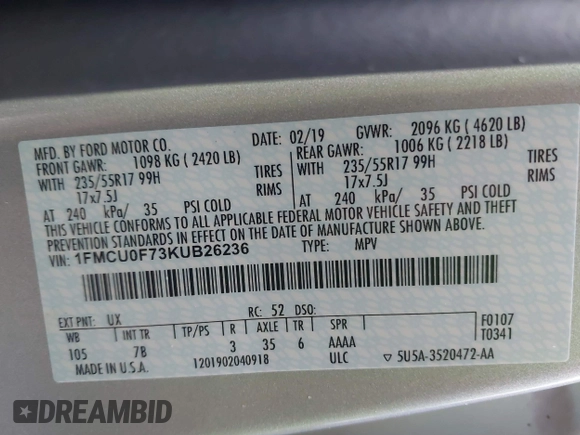 MFD. BY FORD MOTOR CO.
DATE: 02/19 GVWR: 2096 KG (4620 LB)
FRONT GAWR: 1098 KG (2420 LB) REAR GAWR: 1006 KG (2218 LB)
WITH 235/55R17 99H TIRES WITH 235/55R17 99H TIRES
17x7.5J RIMS 17x7.5J RIMS
AT 240 kPa/ 35 PSI COLD AT 240 kPa/ 35 PSI COLD
THIS VEHICLE CONFORMS TO ALL APPLICABLE FEDERAL MOTOR VEHICLE SAFETY AND THEFT
PREVENTION STANDARDS IN EFFECT ON THE DATE OF MANUFACTURE SHOWN ABOVE.
VIN: 1FMCU0F73KUB26236 TYPE: MPV
EXT PNT: UX RC: 52 DSO: F0107
WB INT TR TP/PS R AXLE TR SPR T0341
105 7B 3 35 6 AAAA
MADE IN U.S.A. 1201902040918 ULC 5U5A-3520472-AA
DREAMBID